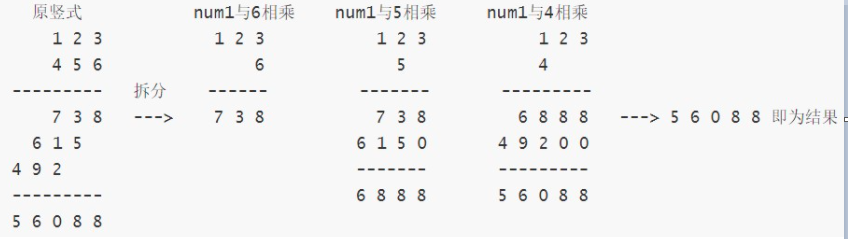 原竖式 num1与6相乘 num1与5相乘 num1与4相乘
1 2 3 1 2 3 1 2 3 1 2 3
4 5 6 6 5 4
--------- 拆分 ------ ------- ---------
7 3 8 ---> 7 3 8 7 3 8 6 8 8 8 ---> 5 6 0 8 8 即为结果
6 1 5 6 1 5 0 4 9 2 0 0
4 9 2 ------- ---------
--------- 6 8 8 8 5 6 0 8 8
5 6 0 8 8